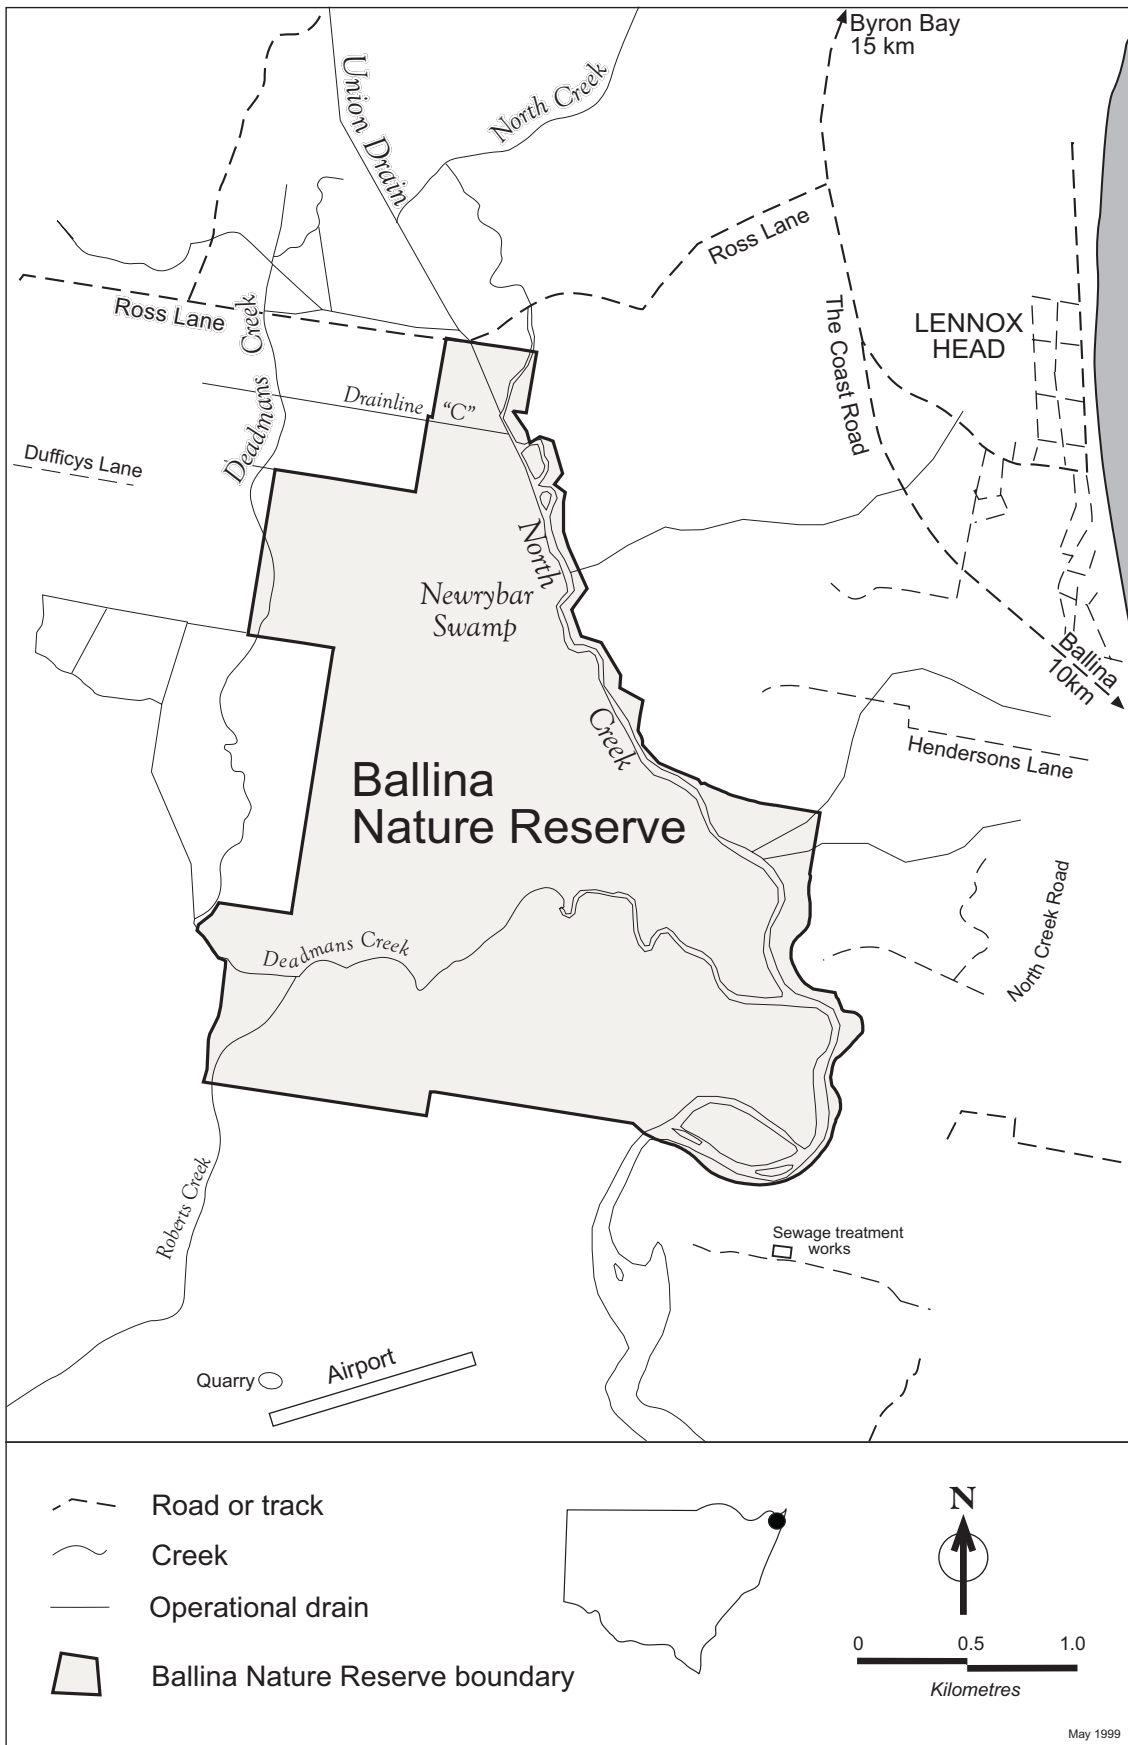 Byron Bay
15 km
Union Drain
North Creek
Ross Lane
Ross Lane
Deadmans Creek
The Coast Road
LENNOX
HEAD
Drainline "C"
Dufficys Lane
North Creek
Newrybar
Swamp
Ballina
10km
Hendersons Lane
Ballina
Nature Reserve
North Creek Road
Deadmans Creek
Roberts Creek
Sewage treatment
works
Quarry
Airport
Road or track
Creek
Operational drain
Ballina Nature Reserve boundary
N
0 0.5 1.0
Kilometres
May 1999